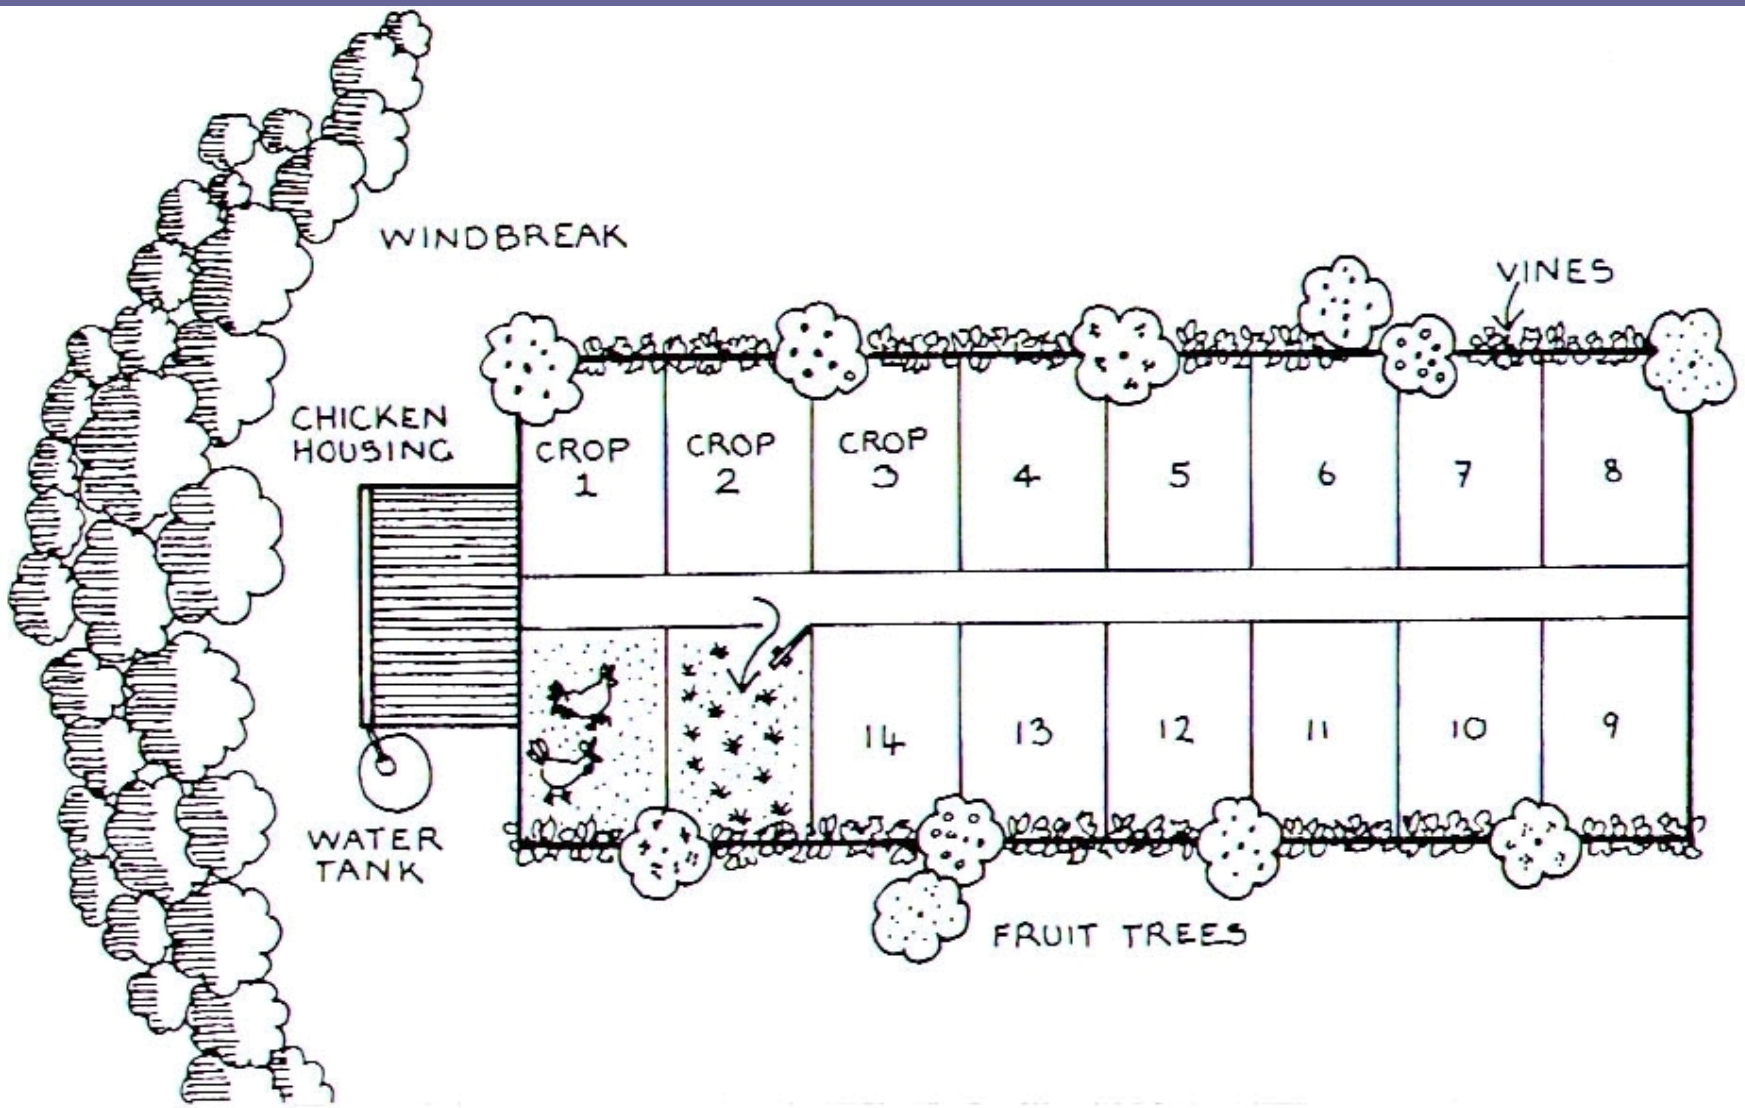 WINDBREAK
VINES
CHICKEN
HOUSING
CROP
1
CROP
2
CROP
3
4
5
6
7
8
14
13
12
11
10
9
WATER
TANK
FRUIT TREES